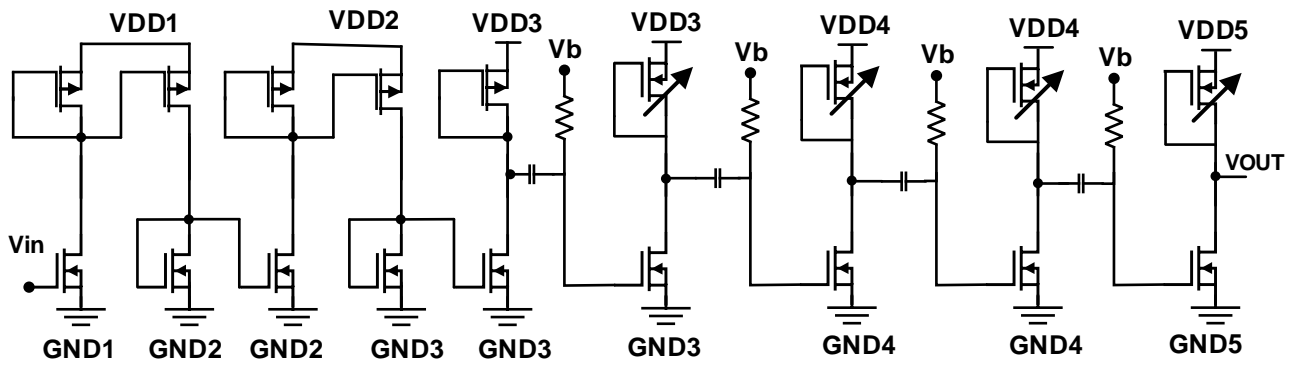 VDD1
VDD2
VDD3
VDD3
VDD4
VDD4
VDD5
Vb
Vb
Vb
Vb
VOUT
Vin
GND1
GND2
GND2
GND3
GND3
GND3
GND4
GND4
GND5